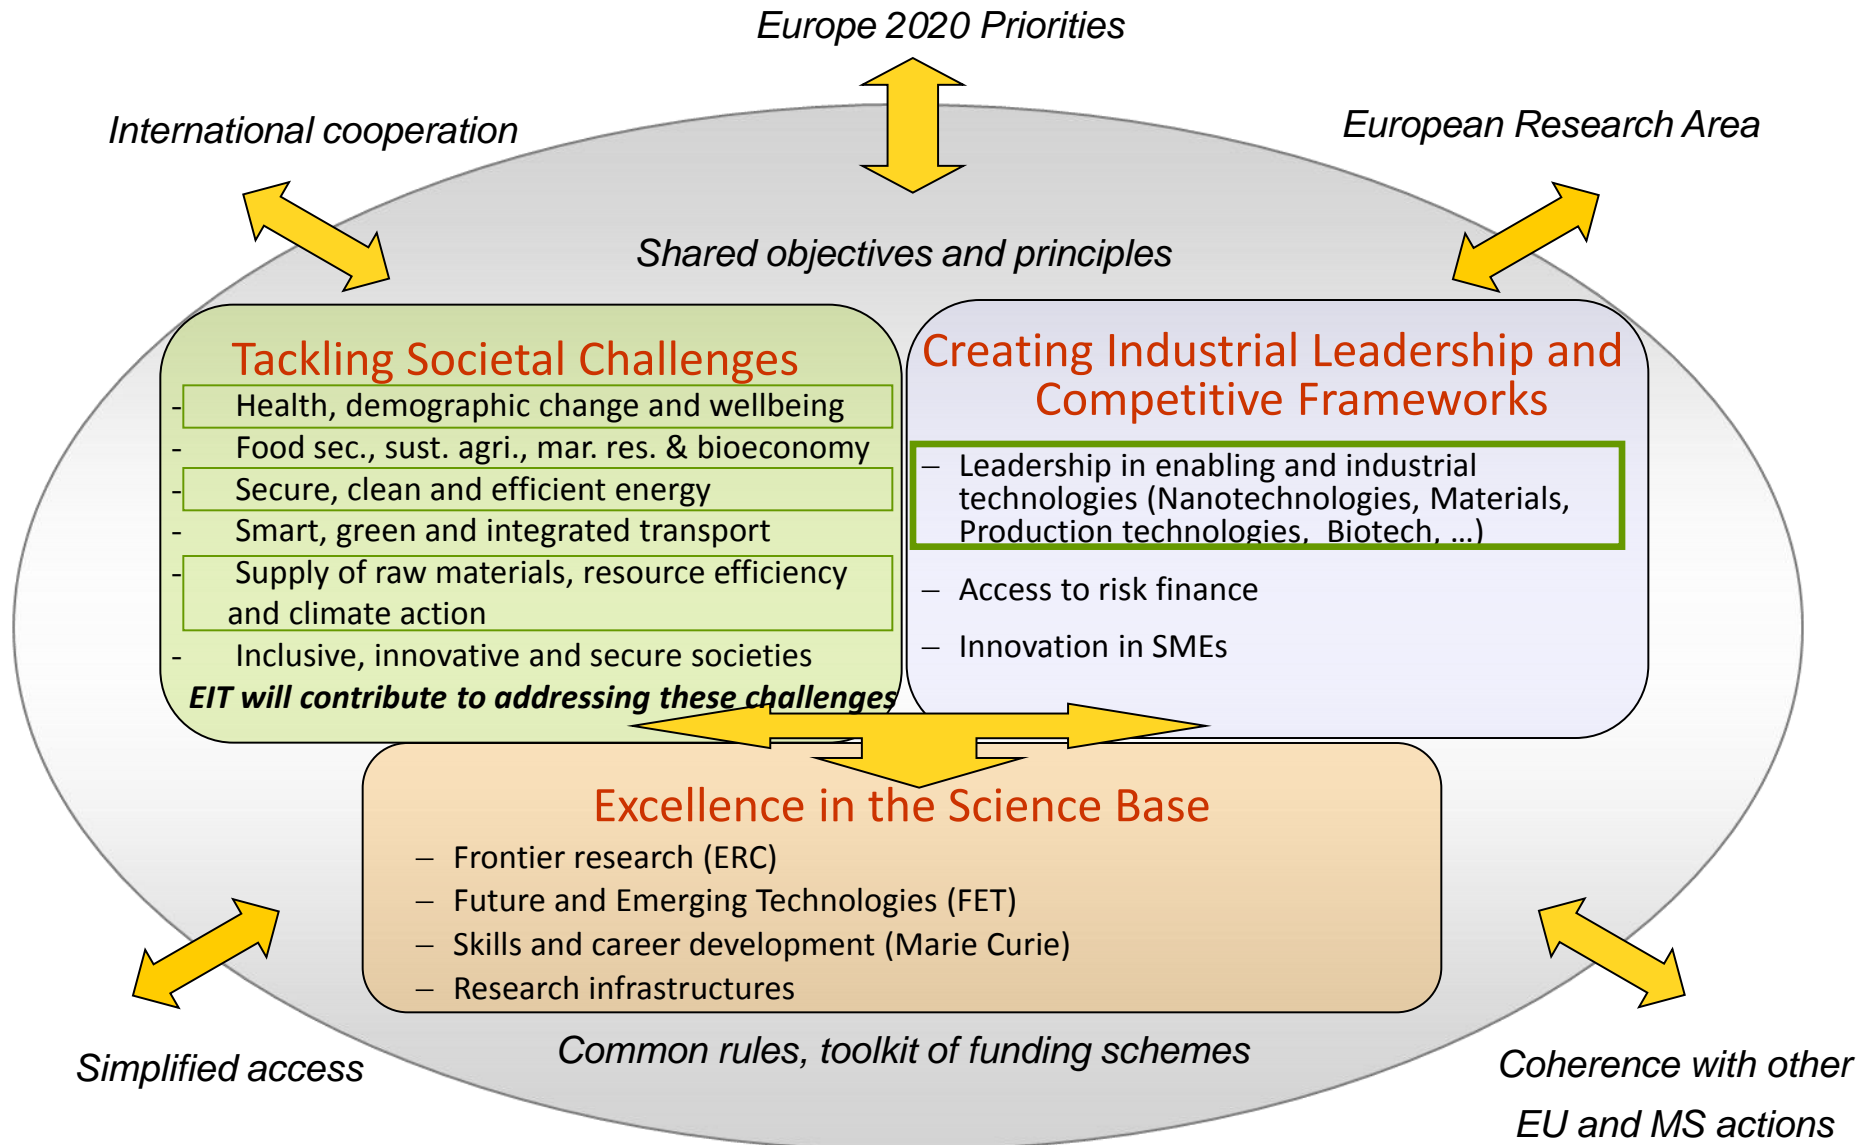 Europe 2020 Priorities
International cooperation
European Research Area
Shared objectives and principles
Tackling Societal Challenges
- Health, demographic change and wellbeing
- Food sec., sust. agri., mar. res. & bioeconomy
- Secure, clean and efficient energy
- Smart, green and integrated transport
- Supply of raw materials, resource efficiency
and climate action
- Inclusive, innovative and secure societies
EIT will contribute to addressing these challenges
Creating Industrial Leadership and
Competitive Frameworks
– Leadership in enabling and industrial
technologies (Nanotechnologies, Materials,
Production technologies, Biotech, ...)
– Access to risk finance
– Innovation in SMEs
Excellence in the Science Base
– Frontier research (ERC)
– Future and Emerging Technologies (FET)
– Skills and career development (Marie Curie)
– Research infrastructures
Common rules, toolkit of funding schemes
Simplified access
Coherence with other
EU and MS actions